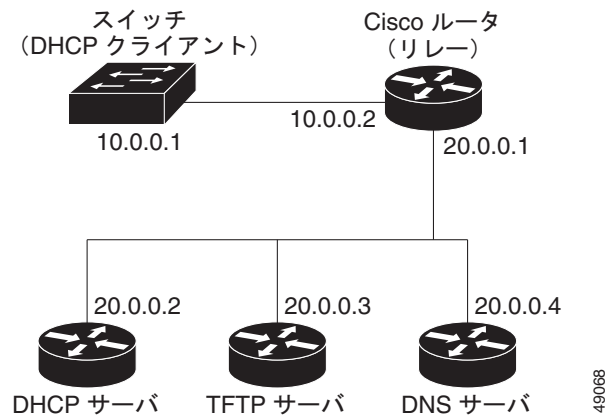 スイッチ
（DHCP クライアント）
Cisco ルータ
（リレー）
10.0.0.1
10.0.0.2
20.0.0.1
20.0.0.2
20.0.0.3
20.0.0.4
DHCP サーバ
TFTP サーバ
DNS サーバ
49068